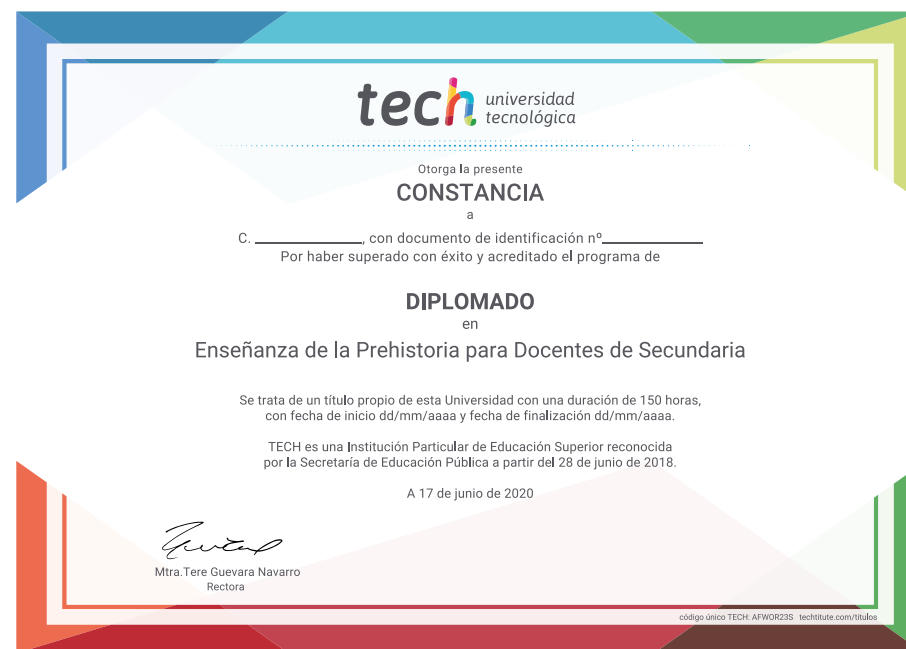 tech universidad
tecnológica
Otorga la presente
CONSTANCIA
a
C. ______________, con documento de identificación nº_____________
Por haber superado con éxito y acreditado el programa de
DIPLOMADO
en
Enseñanza de la Prehistoria para Docentes de Secundaria
Se trata de un título propio de esta Universidad con una duración de 150 horas,
con fecha de inicio dd/mm/aaaa y fecha de finalización dd/mm/aaaa.
TECH es una Institución Particular de Educación Superior reconocida
por la Secretaría de Educación Pública a partir del 28 de junio de 2018.
A 17 de junio de 2020
Mtra.Tere Guevara Navarro
Rectora
código único TECH: AFWOR23S techtitute.com/titulos